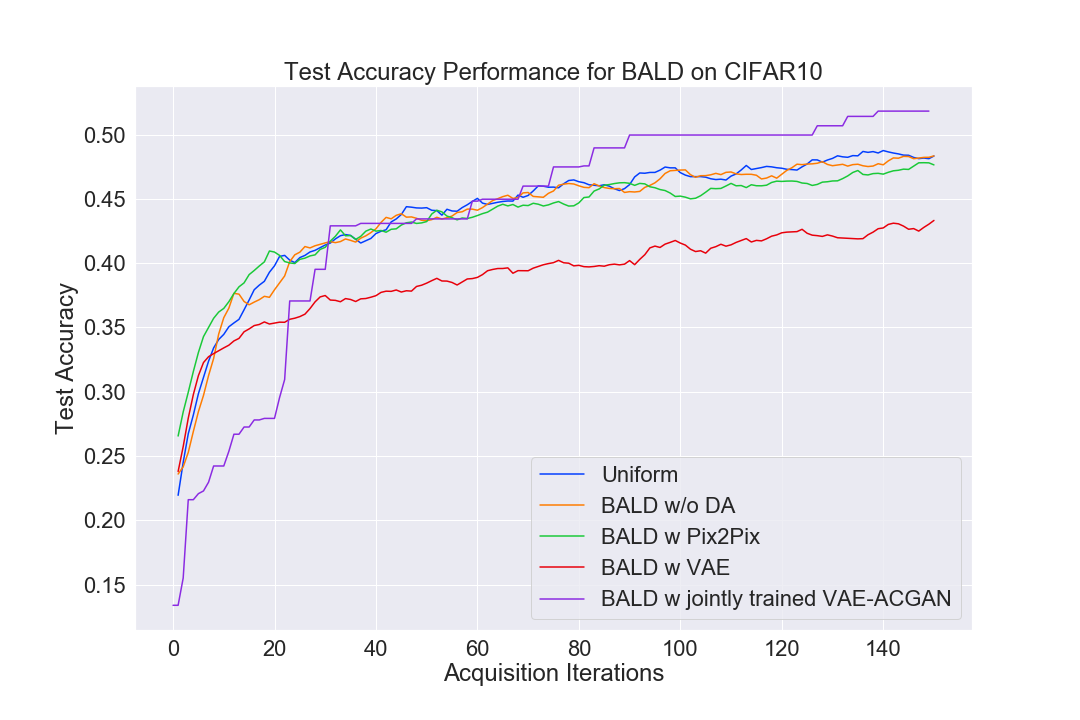 Test Accuracy Performance for BALD on CIFAR10
0.50
0.45
0.40
0.35
0.30
0.25
0.20
0.15
Test Accuracy
Uniform
BALD w/o DA
BALD w Pix2Pix
BALD w VAE
BALD w jointly trained VAE-ACGAN
0 20 40 60 80 100 120 140
Acquisition Iterations